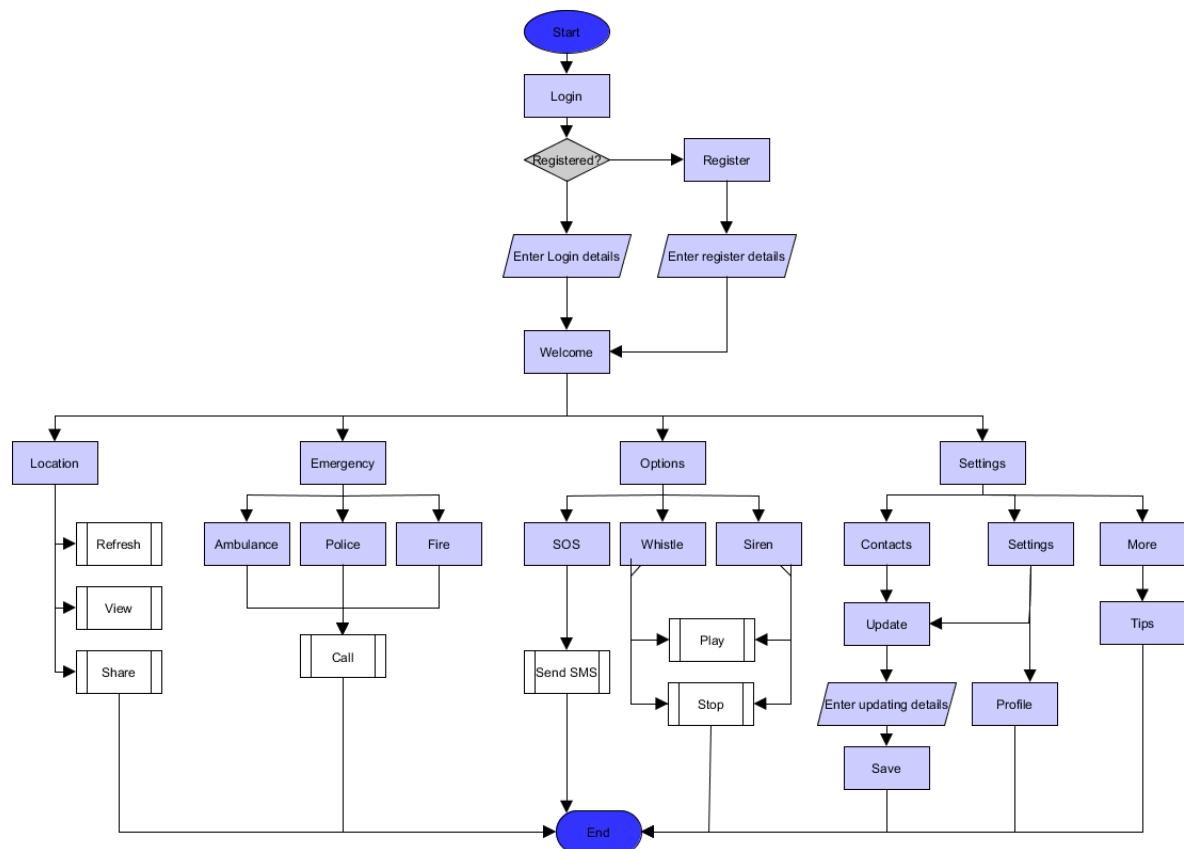 Start
Login
Registered?
Register
Enter Login details
Enter register details
Welcome
Location
Emergency
Options
Settings
Refresh
View
Share
Ambulance
Police
Fire
Call
SOS
Whistle
Siren
Send SMS
Play
Stop
Contacts
Settings
More
Update
Tips
Enter updating details
Profile
Save
End